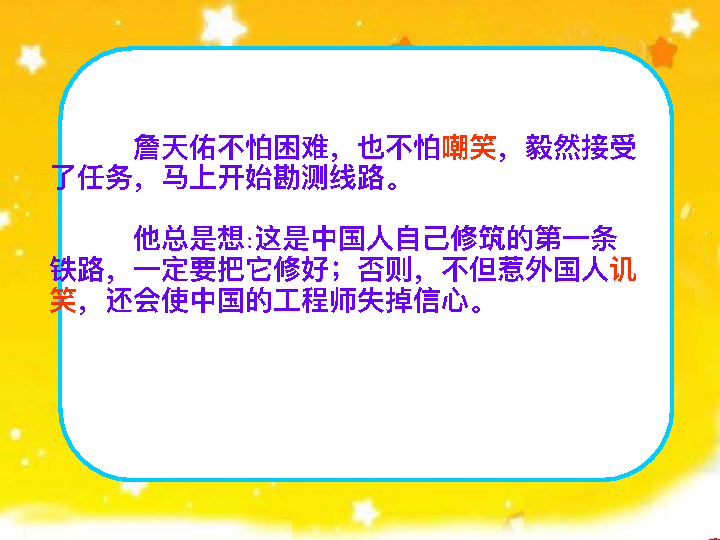 詹天佑不怕困难，也不怕嘲笑，毅然接受
了任务，马上开始勘测线路。
他总是想:这是中国人自己修筑的第一条
铁路，一定要把它修好；否则，不但惹外国人讥
笑，还会使中国的工程师失掉信心。